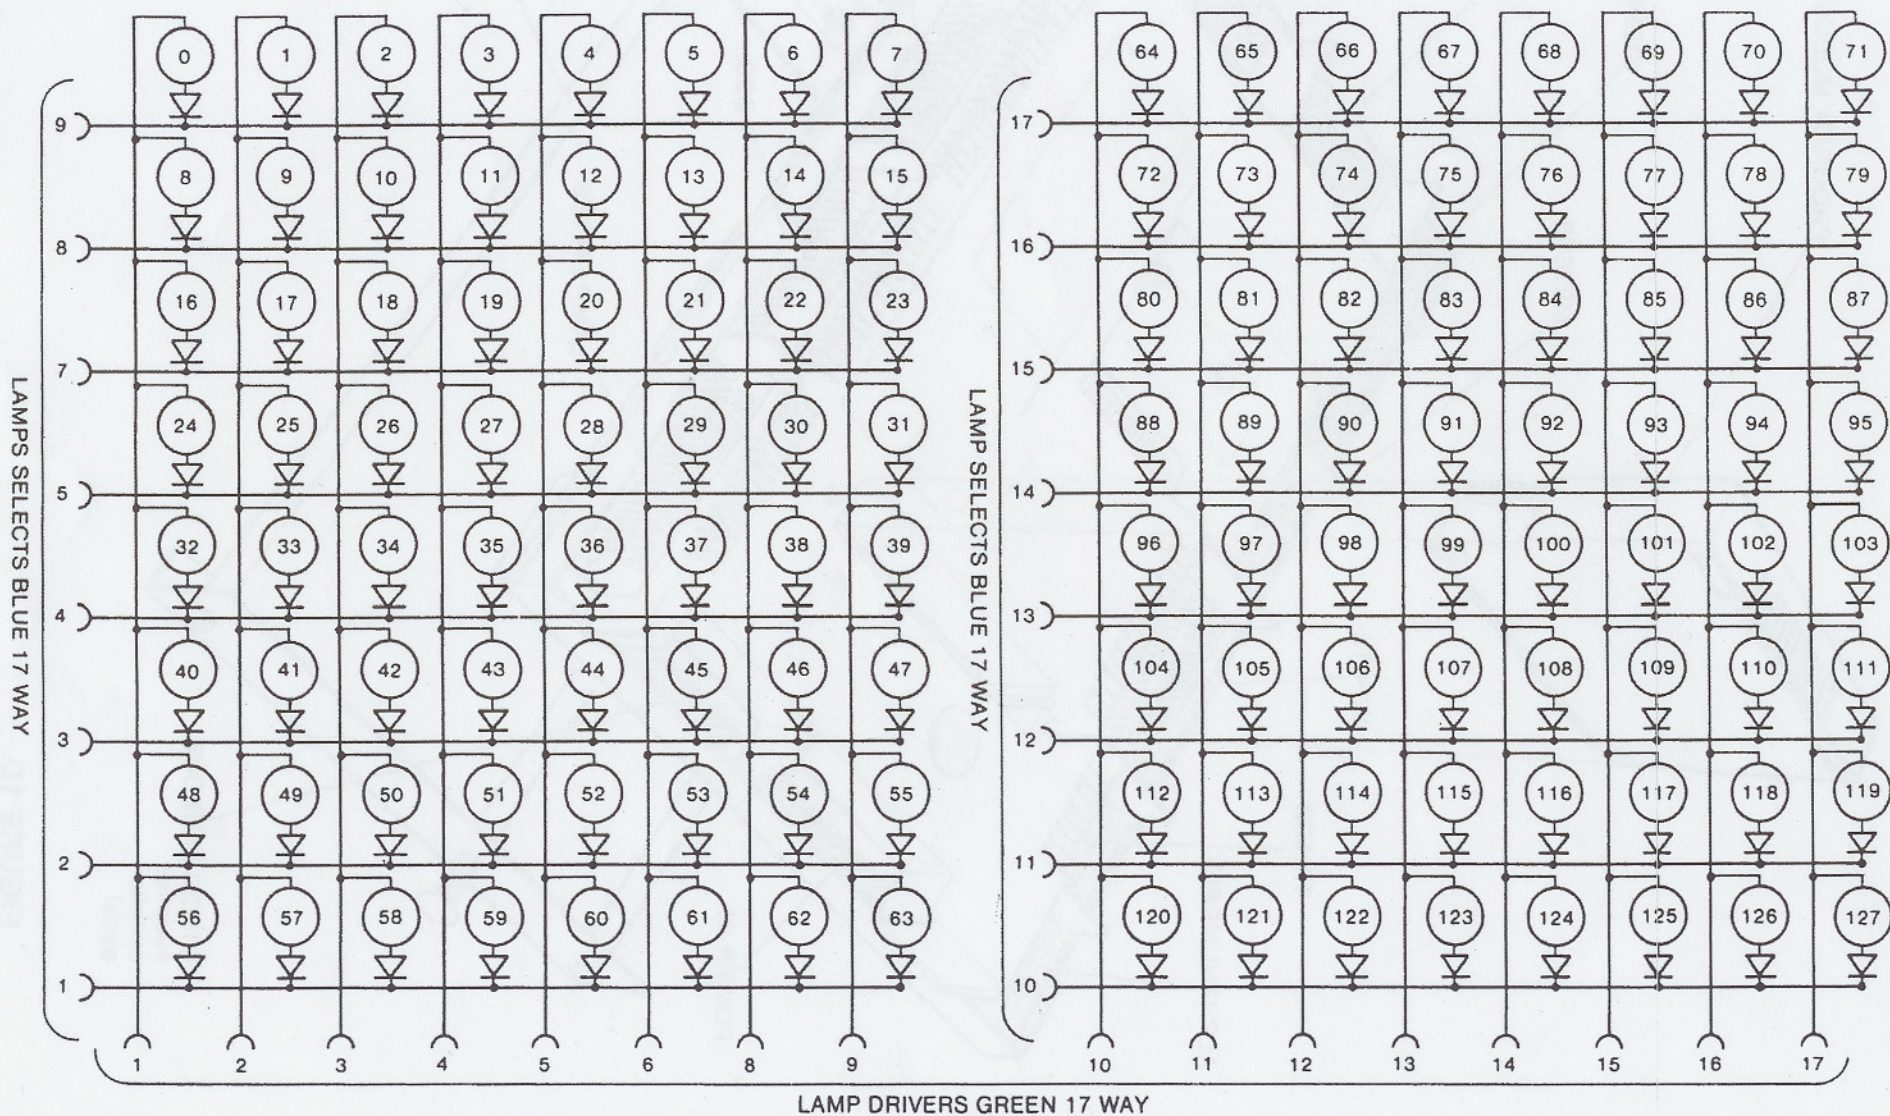 0 1 2 3 4 5 6 7
64 65 66 67 68 69 70 71
9
17
8 9 10 11 12 13 14 15
72 73 74 75 76 77 78 79
8
16
16 17 18 19 20 21 22 23
80 81 82 83 84 85 86 87
7
15
24 25 26 27 28 29 30 31
88 89 90 91 92 93 94 95
5
14
32 33 34 35 36 37 38 39
96 97 98 99 100 101 102 103
4
13
40 41 42 43 44 45 46 47
104 105 106 107 108 109 110 111
3
12
48 49 50 51 52 53 54 55
112 113 114 115 116 117 118 119
2
11
56 57 58 59 60 61 62 63
120 121 122 123 124 125 126 127
1
10
1 2 3 4 5 6 8 9
10 11 12 13 14 15 16 17
LAMPS SELECTS BLUE 17 WAY
LAMP SELECTS BLUE 17 WAY
LAMP DRIVERS GREEN 17 WAY